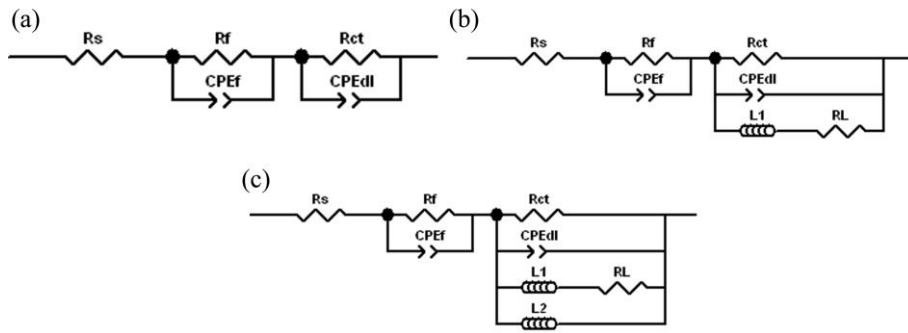 (a)
Rs Rf Rct
CPEf CPEdl
(b)
Rs Rf Rct
CPEf CPEdl
L1 RL
(c)
Rs Rf Rct
CPEf CPEdl
L1 RL
L2